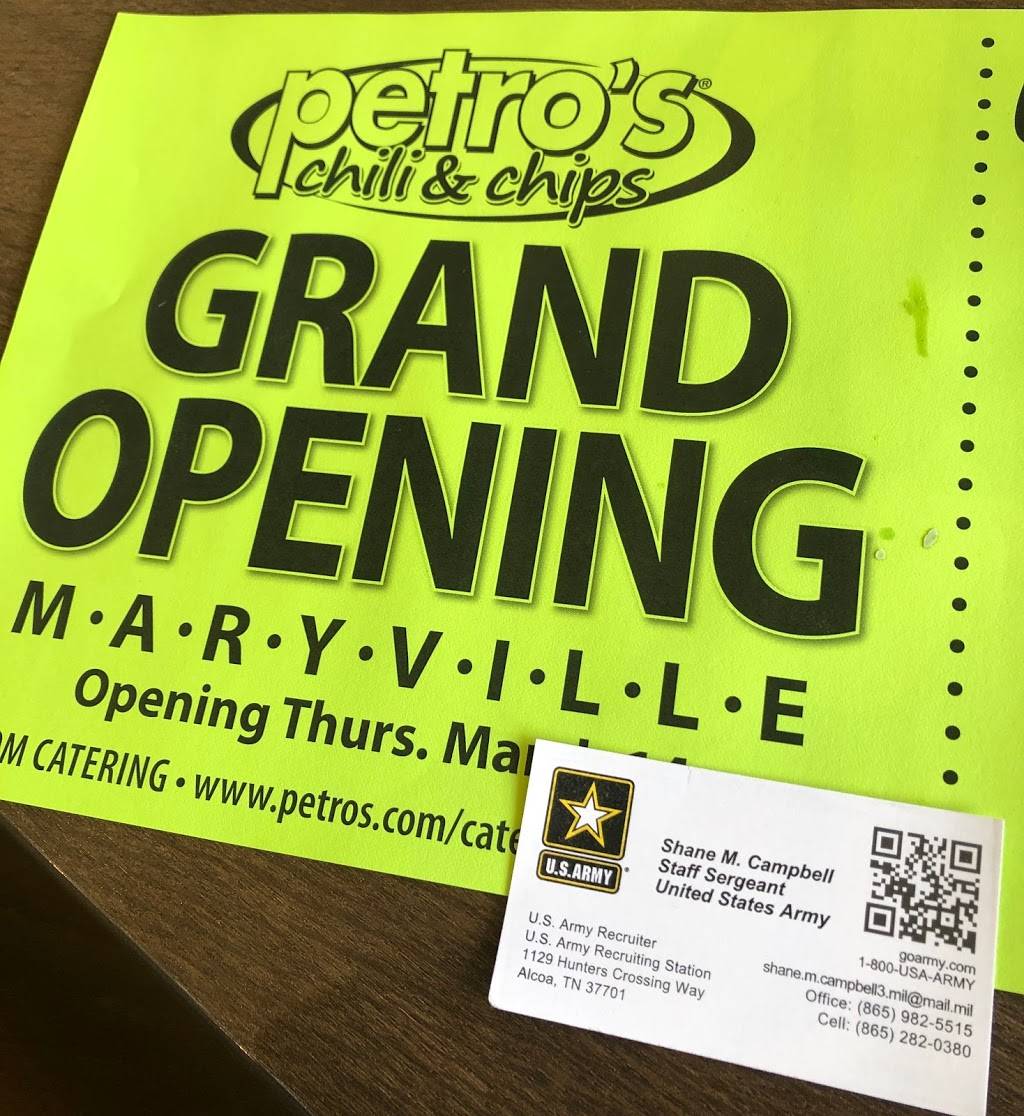 petro's®
chili & chips
GRAND
OPENING
M•A•R•Y•V•I•L•L•E
Opening Thurs.
CATERING • www.petros.com/cate
U.S.ARMY
Shane M. Campbell
Staff Sergeant
United States Army
U.S. Army Recruiter
U.S. Army Recruiting Station
1129 Hunters Crossing Way
Alcoa, TN 37701
goarmy.com
1-800-USA-ARMY
shane.m.campbell3.mil@mail.mil
Office: (865) 982-5515
Cell: (865) 282-0380